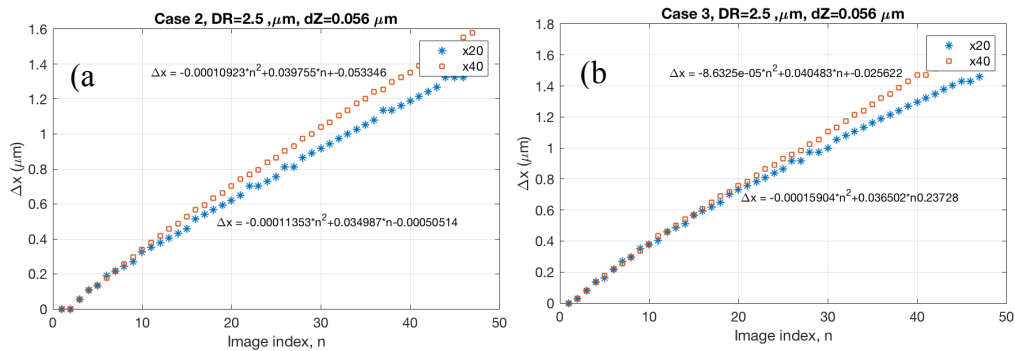 Case 2, DR=2.5 ,μm, dZ=0.056 μm
1.6
1.4
1.2
1
0.8
0.6
0.4
0.2
0
Δx (μm)
(a
Δx = -0.00010923*n²+0.039755*n+-0.053346
x20
x40
Δx = -0.00011353*n²+0.034987*n-0.00050514
0
10
20
30
40
50
Image index, n
Case 3, DR=2.5 ,μm, dZ=0.056 μm
1.8
1.6
1.4
1.2
1
0.8
0.6
0.4
0.2
0
Δx (μm)
(b
Δx = -8.6325e-05*n²+0.040483*n+-0.025622
x20
x40
Δx = -0.00015904*n²+0.036502*n0.23728
0
10
20
30
40
50
Image index, n